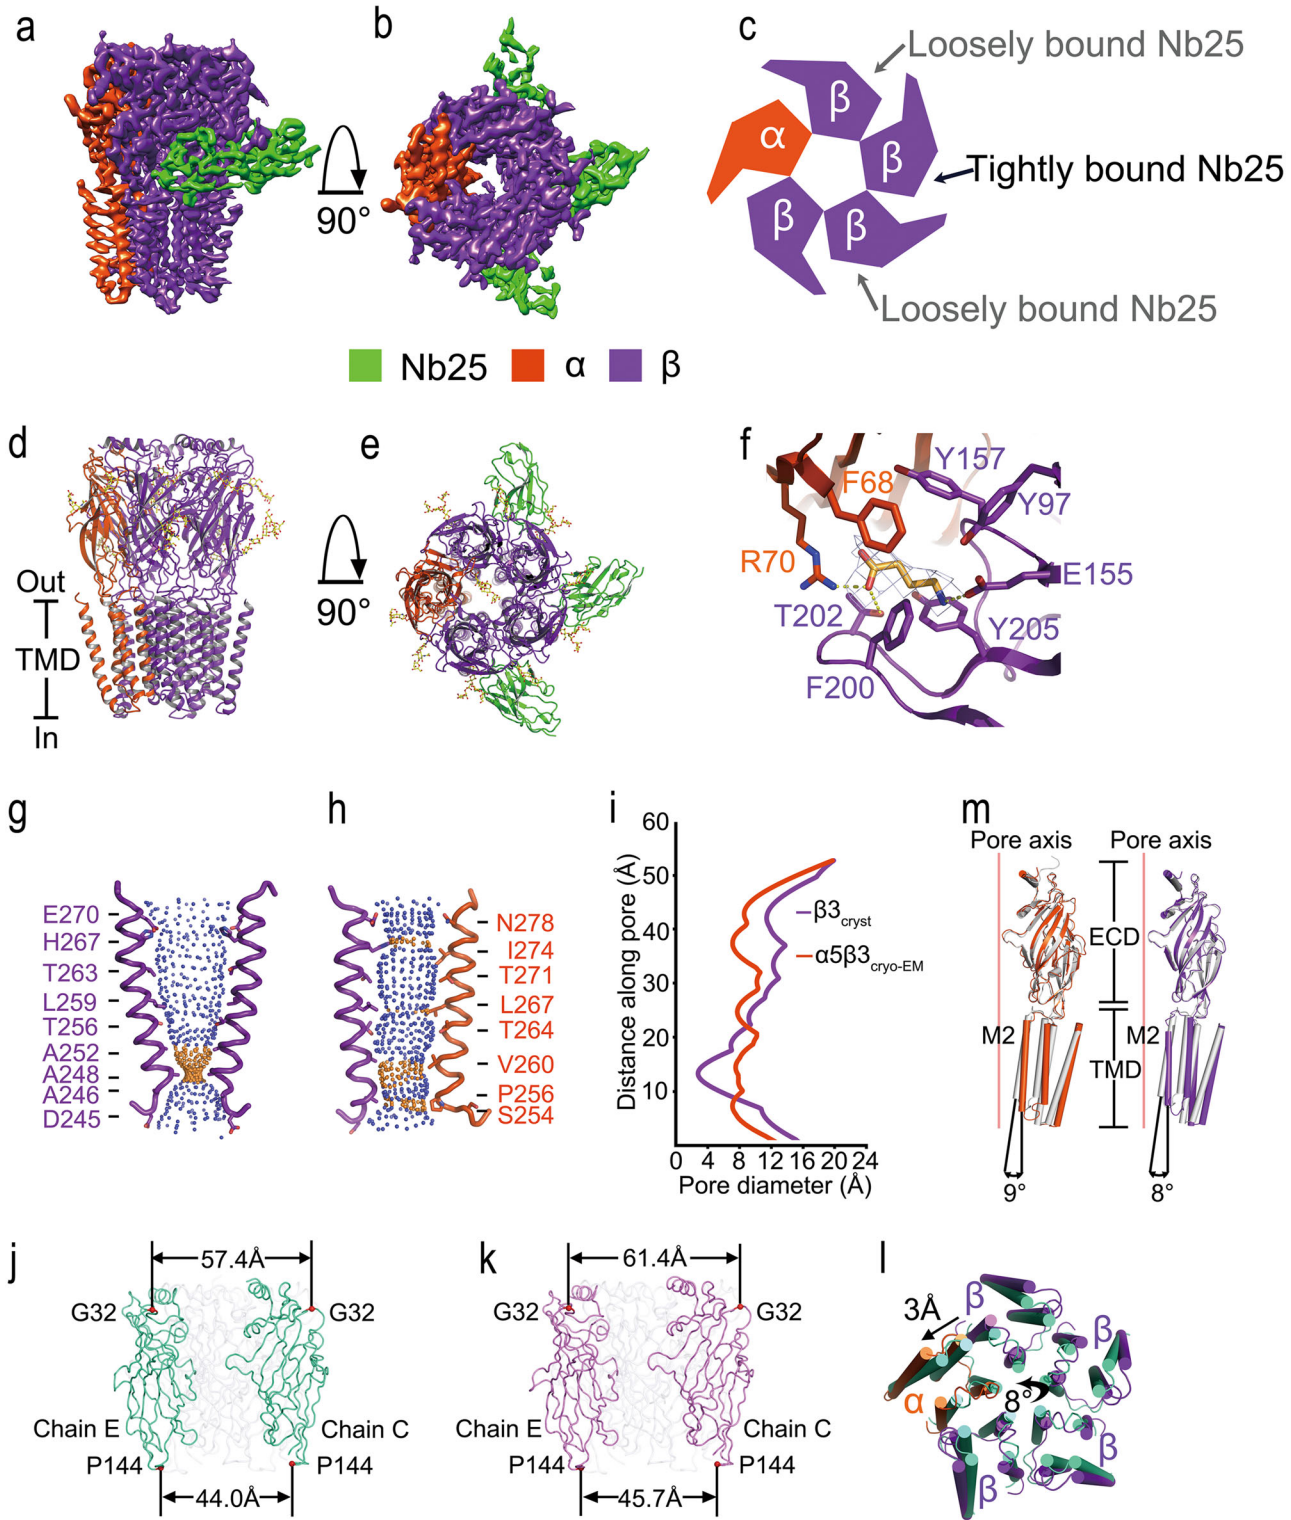 a
b
c
Loosely bound Nb25
β
α
β
Tightly bound Nb25
β
β
Loosely bound Nb25
90°
Nb25
α
β
d
e
f
Out
TMD
In
90°
Y157
F68
Y97
R70
E155
T202
Y205
F200
g
E270
H267
T263
L259
T256
A252
A248
A246
D245
h
N278
I274
T271
L267
T264
V260
P256
S254
i
60
50
40
30
20
10
Distance along pore (Å)
β3cryst
α5β3cryo-EM
0 4 8 12 16 20 24
Pore diameter (Å)
m
Pore axis
Pore axis
ECD
M2
M2
TMD
9°
8°
j
57.4Å
G32
G32
Chain E
Chain C
P144
P144
44.0Å
k
61.4Å
G32
G32
Chain E
Chain C
P144
P144
45.7Å
l
3Å
β
β
8°
α
β
β